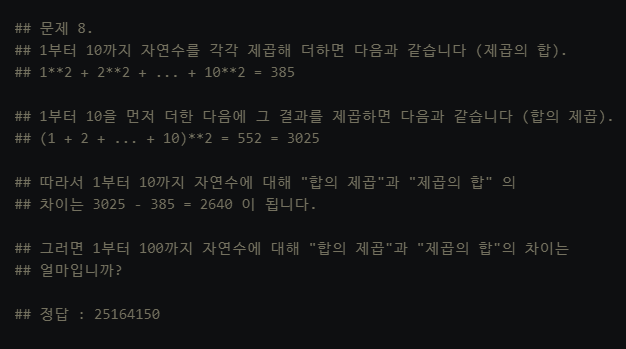 ## 문제 8.
## 1부터 10까지 자연수를 각각 제곱해 더하면 다음과 같습니다 (제곱의 합).
## 1**2 + 2**2 + ... + 10**2 = 385
## 1부터 10을 먼저 더한 다음에 그 결과를 제곱하면 다음과 같습니다 (합의 제곱).
## (1 + 2 + ... + 10)**2 = 552 = 3025
## 따라서 1부터 10까지 자연수에 대해 "합의 제곱"과 "제곱의 합" 의
## 차이는 3025 - 385 = 2640 이 됩니다.
## 그러면 1부터 100까지 자연수에 대해 "합의 제곱"과 "제곱의 합"의 차이는
## 얼마입니까?
## 정답 : 25164150